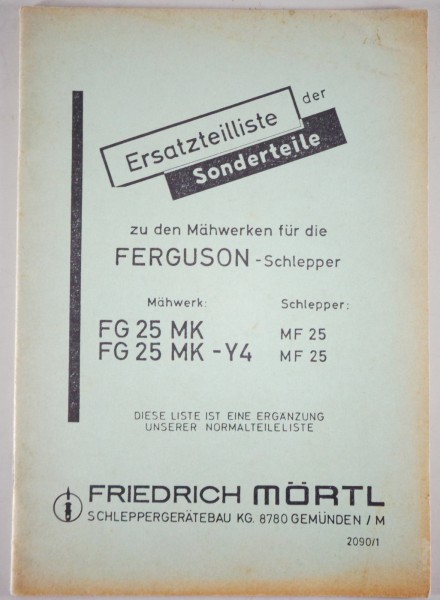 Ersatzteilliste der
Sonderteile
zu den Mähwerken für die
FERGUSON -Schlepper
Mähwerk: Schlepper:
FG 25 MK MF 25
FG 25 MK -Y4 MF 25
DIESE LISTE IST EINE ERGÄNZUNG
UNSERER NORMALTEILELISTE
FRIEDRICH MÖRTL
SCHLEPPERGERÄTEBAU KG. 8780 GEMÜNDEN / M
2090/1